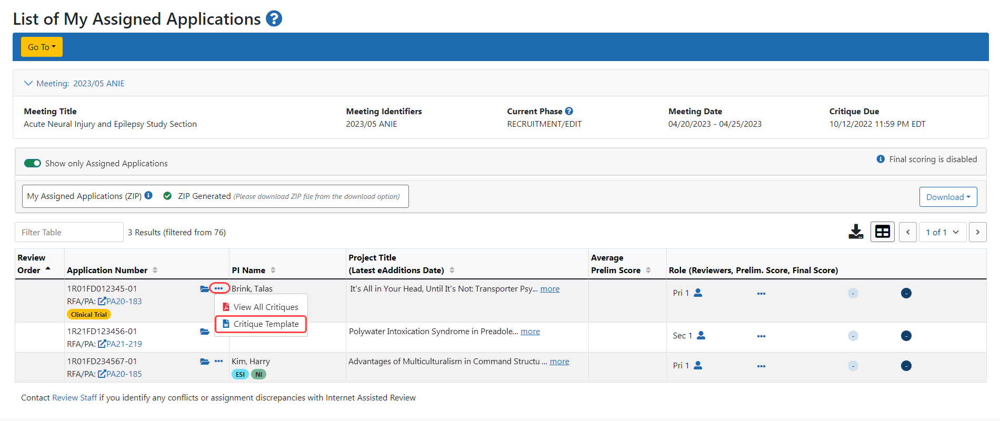 List of My Assigned Applications ?
Go To
Meeting: 2023/05 ANIE
Meeting Title Meeting Identifiers Current Phase ? Meeting Date Critique Due
Acute Neural Injury and Epilepsy Study Section 2023/05 ANIE RECRUITMENT/EDIT 04/20/2023 - 04/25/2023 10/12/2022 11:59 PM EDT
Show only Assigned Applications i Final scoring is disabled
My Assigned Applications (ZIP) i ZIP Generated (Please download ZIP file from the download option) Download
Filter Table 3 Results (filtered from 76) 1 of 1
Review Order Application Number PI Name Project Title (Latest eAdditions Date) Average Prelim Score Role (Reviewers, Prelim. Score, Final Score)
1R01FD012345-01 ••• Brink, Talas It's All in Your Head, Until It's Not: Transporter Psy... more Pri 1 ••• - -
RFA/PA: PA20-183
Clinical Trial
View All Critiques
Critique Template
1R21FD123456-01 Polywater Intoxication Syndrome in Preadole... more Sec 1 ••• - -
RFA/PA: PA21-219
1R01FD234567-01 ••• Kim, Harry Advantages of Multiculturalism in Command Structu ... more Pri 1 ••• - -
RFA/PA: PA20-185 ESI NI
Contact Review Staff if you identify any conflicts or assignment discrepancies with Internet Assisted Review